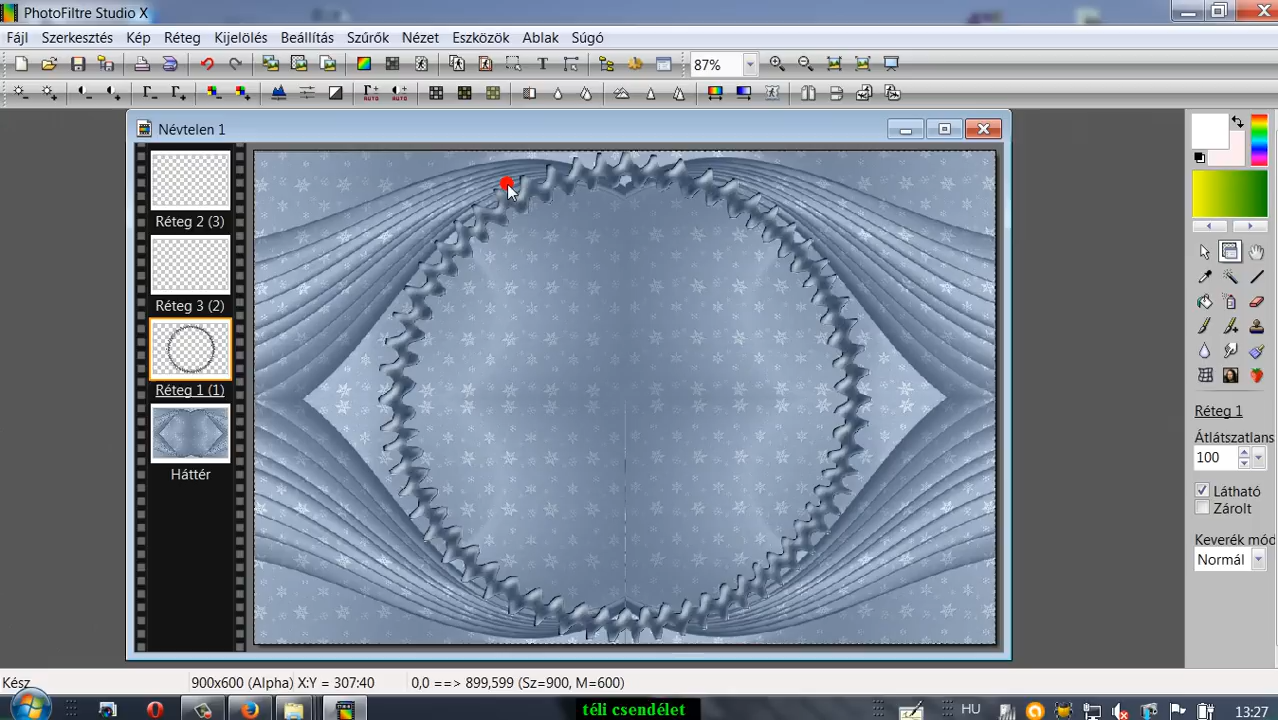 PhotoFiltre Studio X
Fájl Szerkesztés Kép Réteg Kijelölés Beállítás Szűrők Nézet Eszközök Ablak Súgó
87%
AUTO AUTO
Névtelen 1
Réteg 2 (3)
Réteg 3 (2)
Réteg 1 (1)
Háttér
Réteg 1
Átlátszatlans
100
Látható
Zárolt
Keverék mód
Normál
Kész 900x600 (Alpha) X:Y = 307:40 0,0 ==> 899,599 (Sz=900, M=600)
téli csendélet HU 13:27